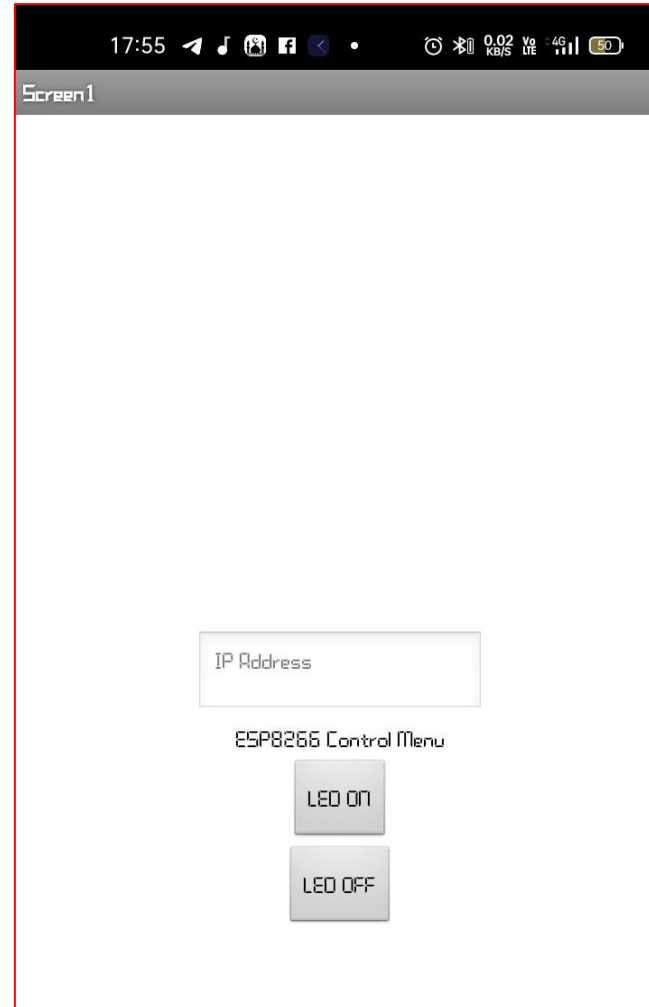 17:55 0.02 KB/S Vo LTE 4G 50
Screen1
IP Address
ESP8266 Control Menu
LED ON
LED OFF